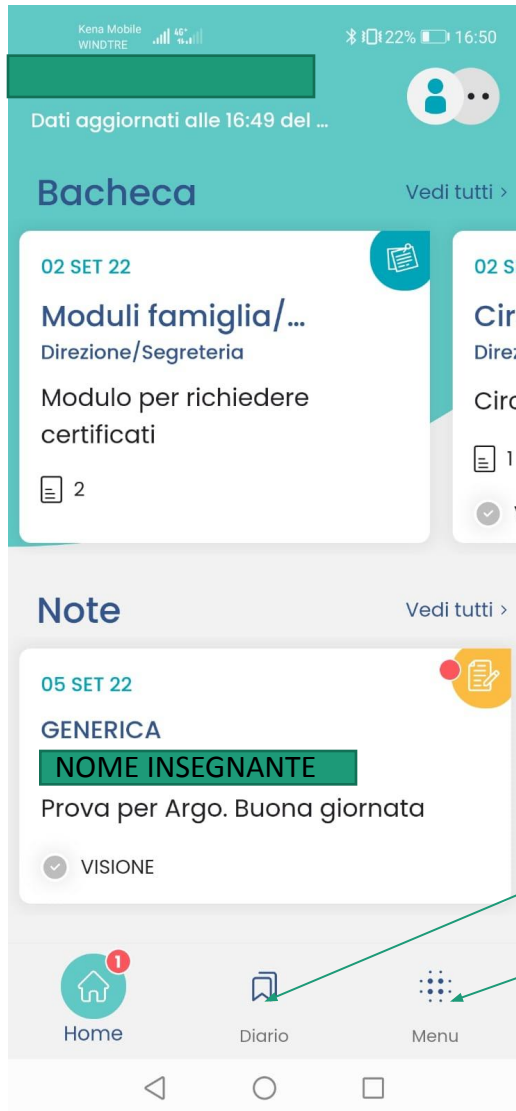 Kena Mobile
WINDTRE
22% 16:50
Dati aggiornati alle 16:49 del ...
Bacheca
Vedi tutti >
02 SET 22
Moduli famiglia/...
Direzione/Segreteria
Modulo per richiedere
certificati
2
02 S
Cir
Dire
Circ
1
Note
Vedi tutti >
05 SET 22
GENERICA
NOME INSEGNANTE
Prova per Argo. Buona giornata
VISIONE
1
Home
Diario
Menu